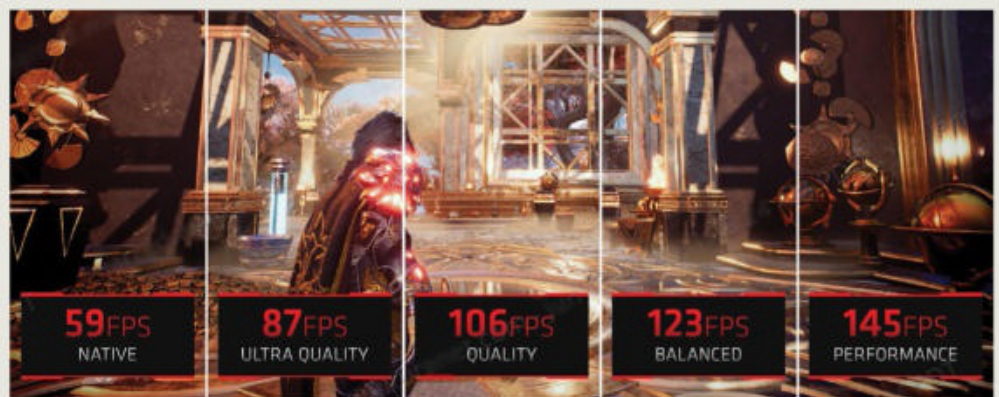 59FPS
NATIVE
87FPS
ULTRA QUALITY
106FPS
QUALITY
123FPS
BALANCED
145FPS
PERFORMANCE